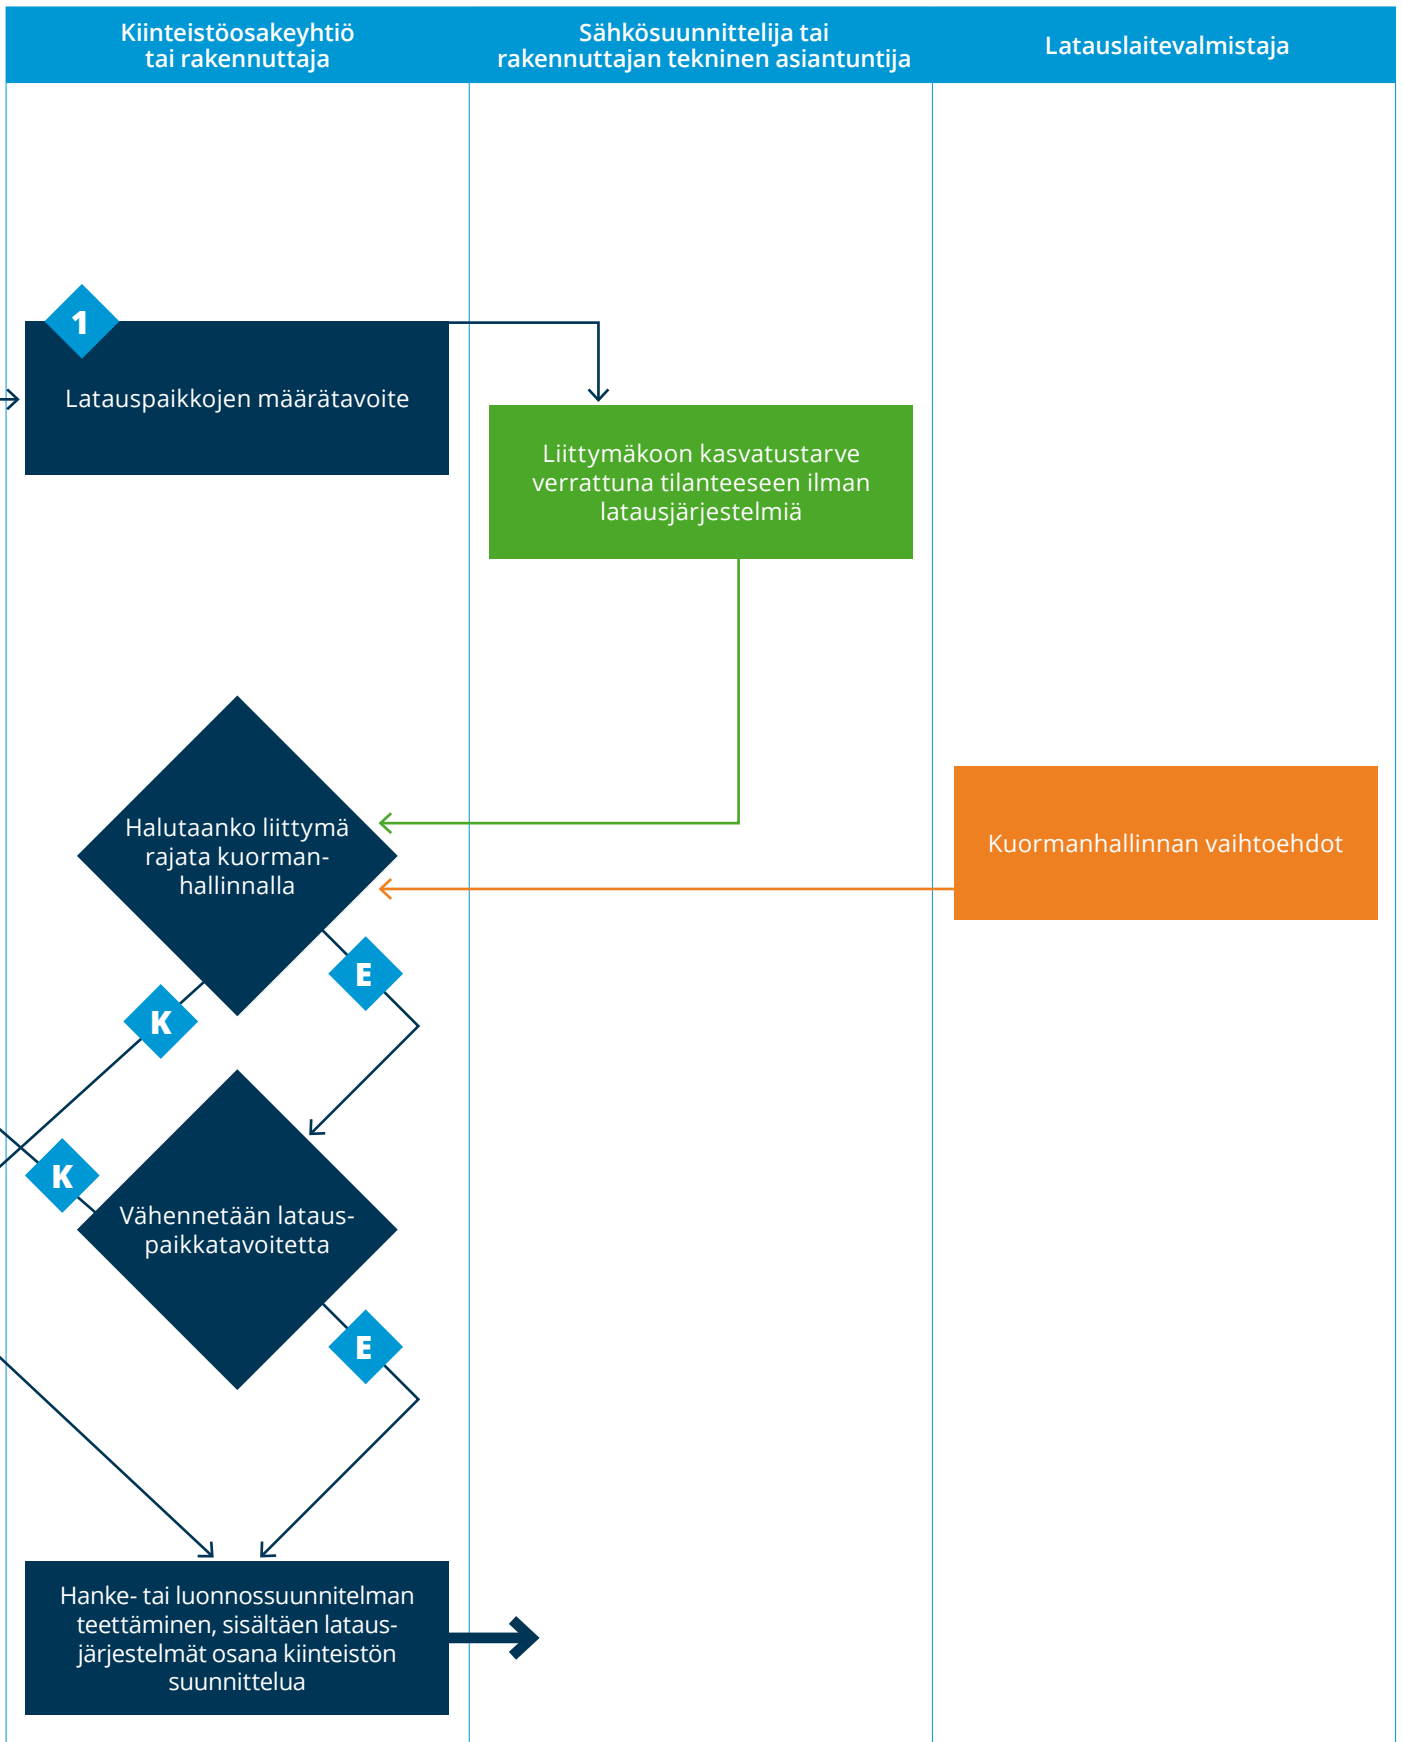 Kiinteistöosakeyhtiö
tai rakennuttaja
Sähkösuunnittelija tai
rakennuttajan tekninen asiantuntija
Latauslaitevalmistaja
1
Latauspaikkojen määrätavoite
Liittymäkoon kasvatustarve
verrattuna tilanteeseen ilman
latausjärjestelmiä
Halutaanko liittymä
rajata kuorman-
hallinnalla
Kuormanhallinnan vaihtoehdot
E
K
K
Vähennetään lataus-
paikkatavoitetta
E
Hanke- tai luonnossuunnitelman
teettäminen, sisältäen lataus-
järjestelmät osana kiinteistön
suunnittelua